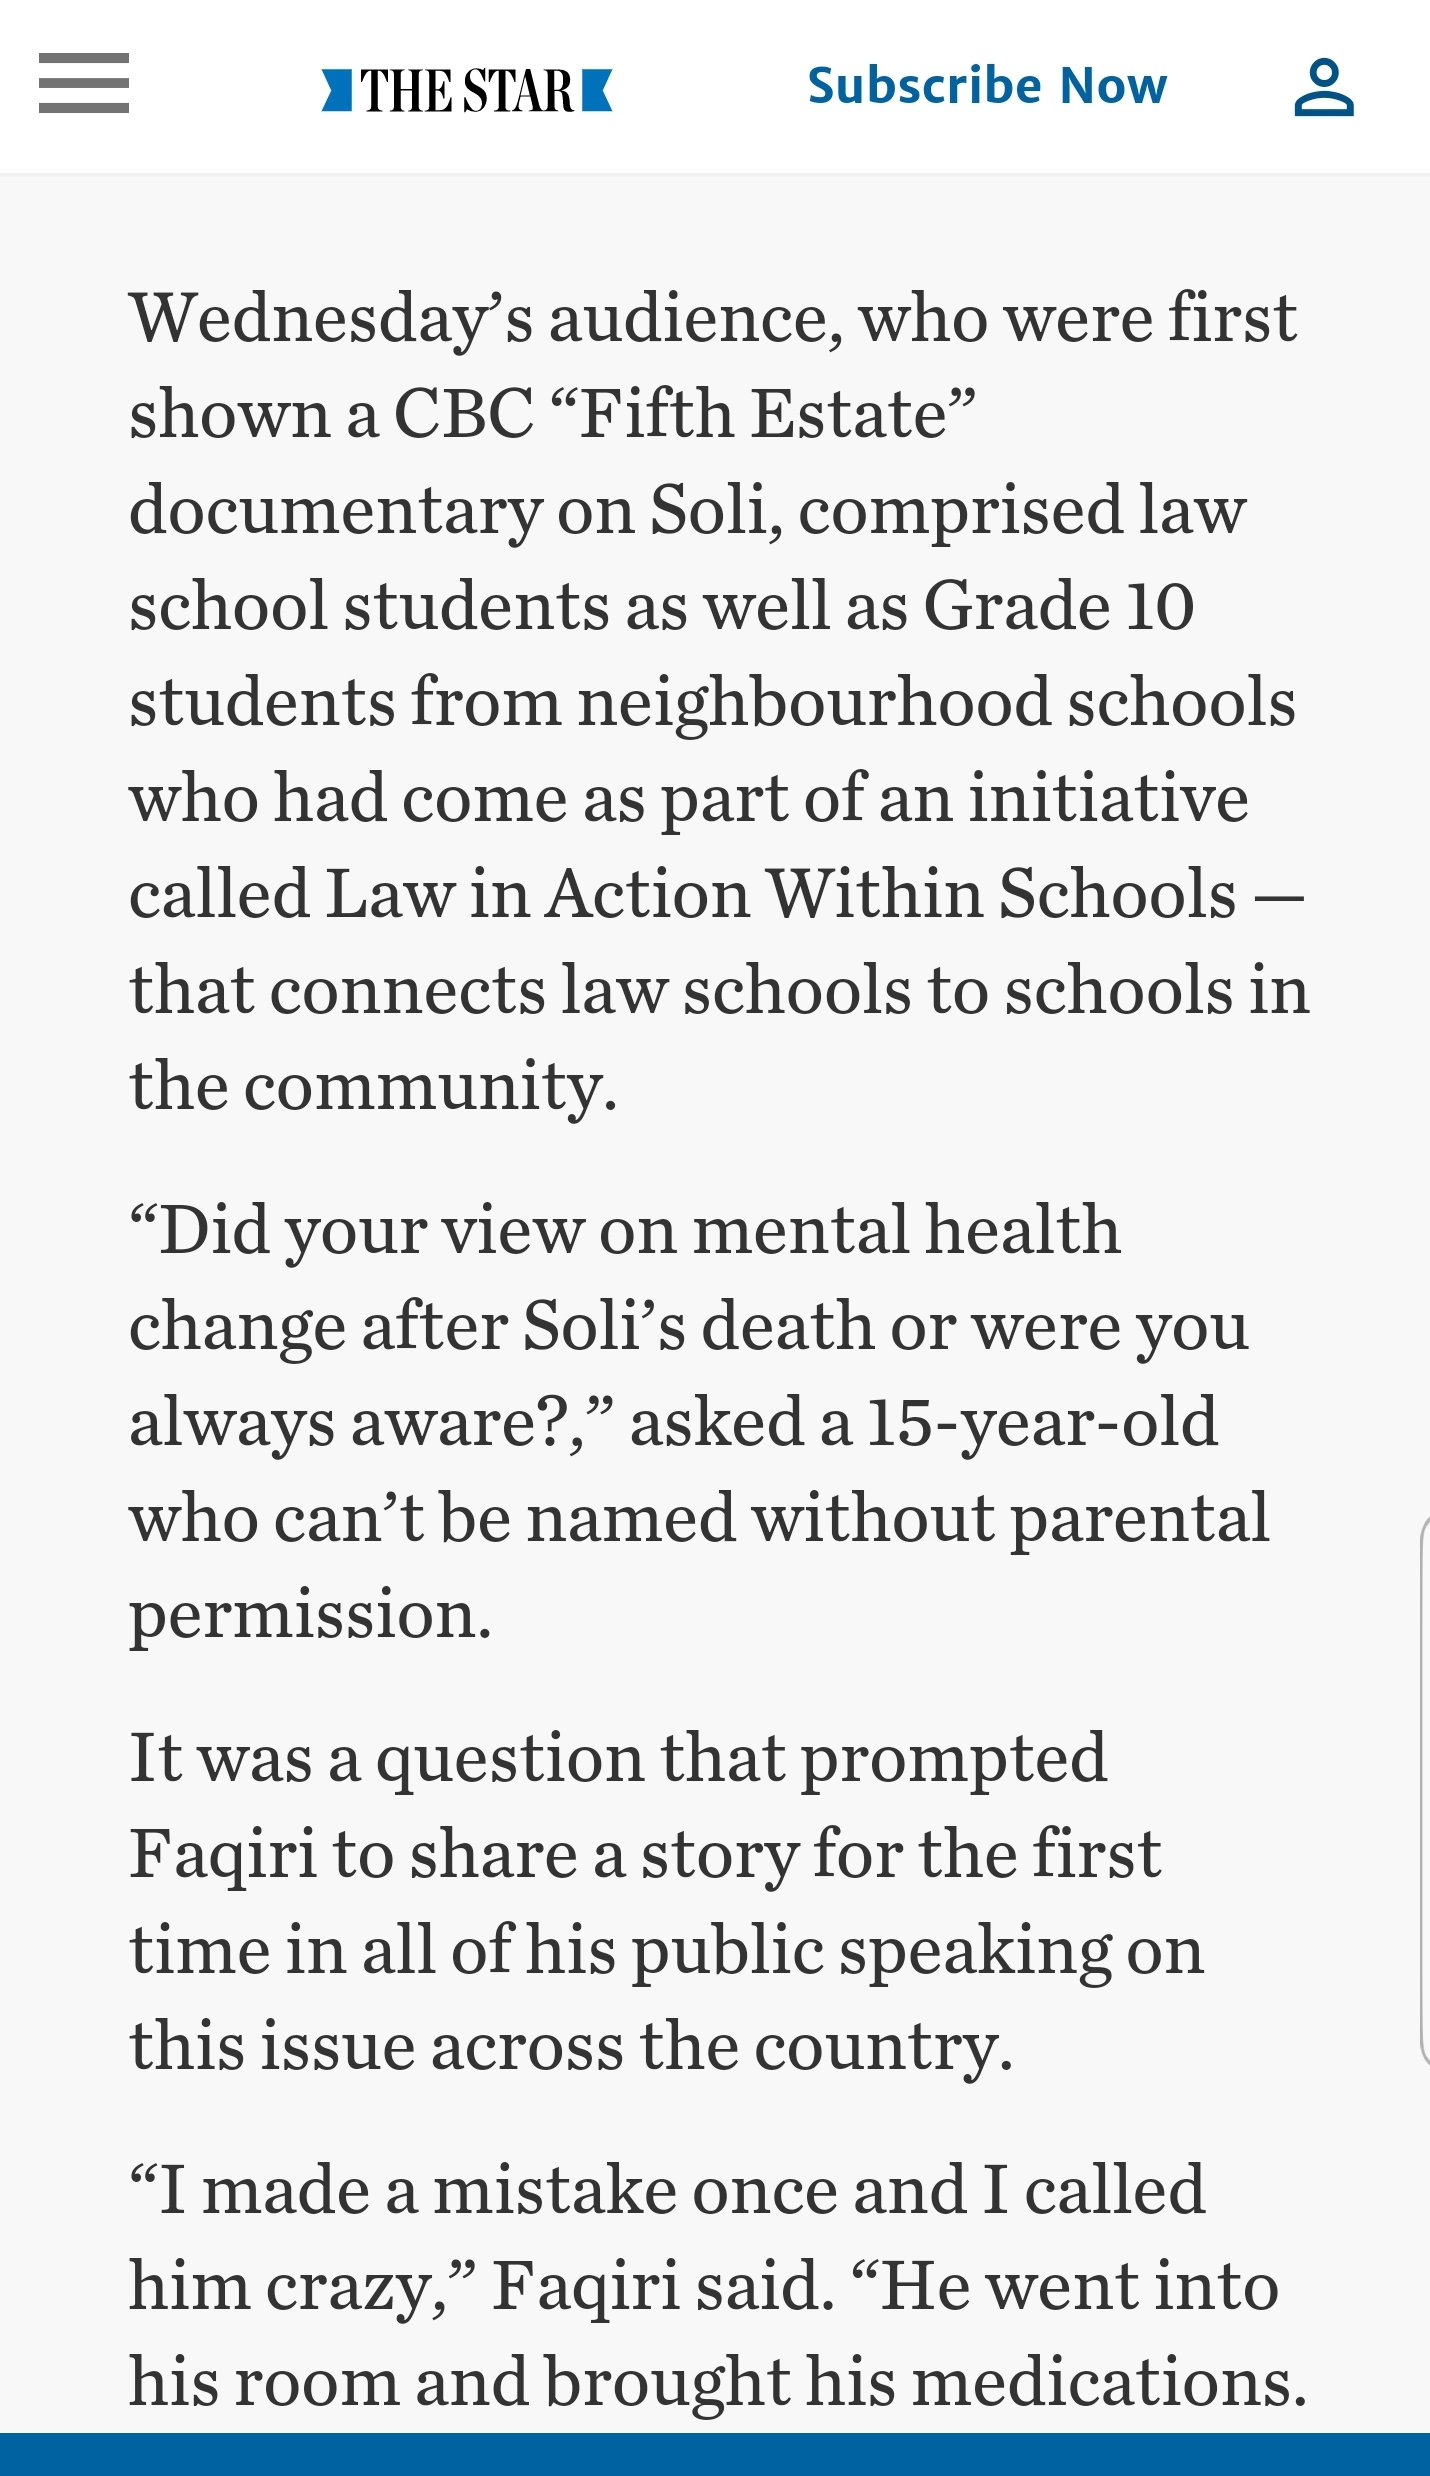 THE STAR
Subscribe Now
Wednesday’s audience, who were first
shown a CBC “Fifth Estate”
documentary on Soli, comprised law
school students as well as Grade 10
students from neighbourhood schools
who had come as part of an initiative
called Law in Action Within Schools —
that connects law schools to schools in
the community.
“Did your view on mental health
change after Soli’s death or were you
always aware?,” asked a 15-year-old
who can’t be named without parental
permission.
It was a question that prompted
Faqiri to share a story for the first
time in all of his public speaking on
this issue across the country.
“I made a mistake once and I called
him crazy,” Faqiri said. “He went into
his room and brought his medications.